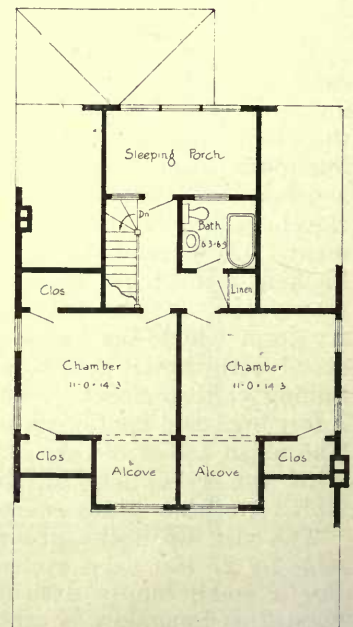 Sleeping Porch
Dn
Bath
6·3·6·9
Clos
Linen
Chamber
11-0·14·3
Chamber
11-0·14·3
Clos
Alcove
Alcove
Clos